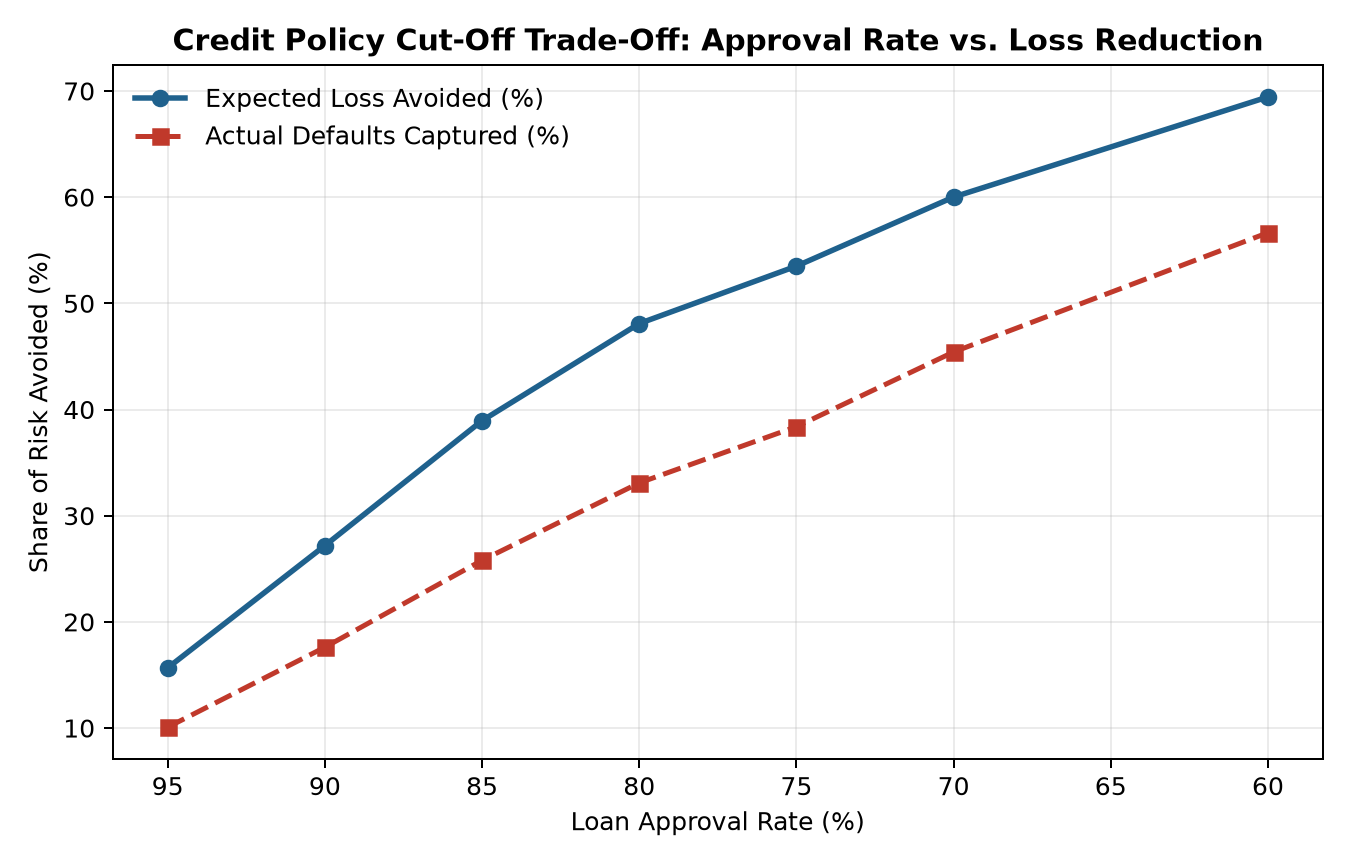 Credit Policy Cut-Off Trade-Off: Approval Rate vs. Loss Reduction
Expected Loss Avoided (%)
Actual Defaults Captured (%)
Share of Risk Avoided (%)
70
60
50
40
30
20
10
95 90 85 80 75 70 65 60
Loan Approval Rate (%)